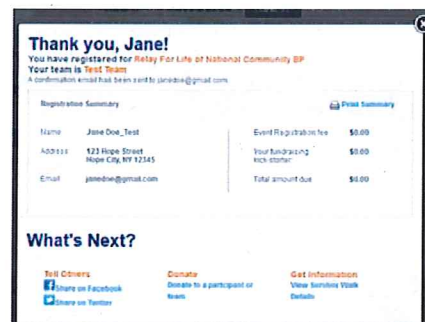 Thank you, Jane!
You have registered for Relay For Life of National Community BP
Your team is Test Team
A confirmation email had been sent to janedoe@gmail.com
Registration Summary
Print Summary
Name Jane Doe_Test
Event Registration fee $0.00
Address 123 Hope Street
Hope City, NY 12345
Your fundraising
kick-starter $0.00
Email janedoe@gmail.com
Total amount due $0.00
What's Next?
Tell Others
Share on Facebook
Share on Twitter
Donate
Donate to a participant or
team
Get Information
View Survivor Walk
Details